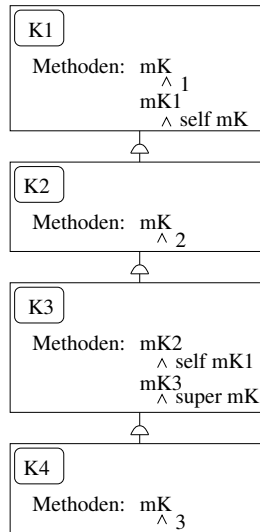 K1
Methoden: mK
^ 1
mK1
^ self mK
K2
Methoden: mK
^ 2
K3
Methoden: mK2
^ self mK1
mK3
^ super mK
K4
Methoden: mK
^ 3